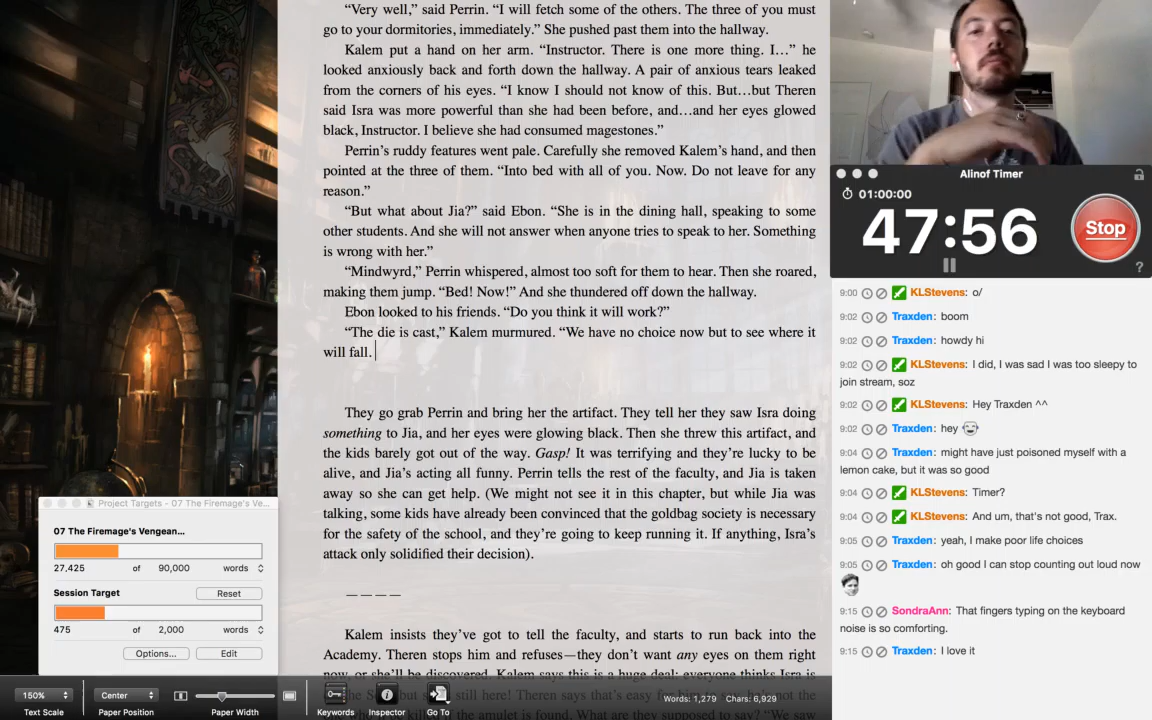 “Very well,” said Perrin. “I will fetch some of the others. The three of you must
go to your dormitories, immediately.” She pushed past them into the hallway.
Kalem put a hand on her arm. “Instructor. There is one more thing. I…” he
looked anxiously back and forth down the hallway. A pair of anxious tears leaked
from the corners of his eyes. “I know I should not know of this. But…but Theren
said Isra was more powerful than she had been before, and…and her eyes glowed
black, Instructor. I believe she had consumed magestones.”
Perrin’s ruddy features went pale. Carefully she removed Kalem’s hand, and then
pointed at the three of them. “Into bed with all of you. Now. Do not leave for any
reason.”
“But what about Jia?” said Ebon. “She is in the dining hall, speaking to some
other students. And she will not answer when anyone tries to speak to her. Something
is wrong with her.”
“Mindwyrd,” Perrin whispered, almost too soft for them to hear. Then she roared,
making them jump. “Bed! Now!” And she thundered off down the hallway.
Ebon looked to his friends. “Do you think it will work?”
“The die is cast,” Kalem murmured. “We have no choice now but to see where it
will fall.
They go grab Perrin and bring her the artifact. They tell her they saw Isra doing
something to Jia, and her eyes were glowing black. Then she threw this artifact, and
the kids barely got out of the way. Gasp! It was terrifying and they’re lucky to be
alive, and Jia’s acting all funny. Perrin tells the rest of the faculty, and Jia is taken
away so she can get help. (We might not see it in this chapter, but while Jia was
talking, some kids have already been convinced that the goldbag society is necessary
for the safety of the school, and they’re going to keep running it. If anything, Isra’s
attack only solidified their decision).
————
Kalem insists they’ve got to tell the faculty, and starts to run back into the
Academy. Theren stops him and refuses—they don’t want any eyes on them right
now, or she’ll be discovered. Kalem says this is a huge deal: everyone thinks Isra is
Project Targets - 07 The Firemage's Ve...
07 The Firemage's Vengean...
27,425 of 90,000 words
Session Target
Reset
475 of 2,000 words
Options...
Edit
150%
Text Scale
Center
Paper Position
Paper Width
Keywords
Inspector
Go To
Words: 1,279 Chars: 6,929
Alinof Timer
01:00:00
47:56
Stop
?
9:00 KLStevens: o/
9:02 Traxden: boom
9:02 Traxden: howdy hi
9:02 KLStevens: I did, I was sad I was too sleepy to
join stream, soz
9:02 KLStevens: Hey Traxden ^^
9:02 Traxden: hey
9:04 Traxden: might have just poisoned myself with a
lemon cake, but it was so good
9:04 KLStevens: Timer?
9:04 KLStevens: And um, that's not good, Trax.
9:05 Traxden: yeah, I make poor life choices
9:05 Traxden: oh good I can stop counting out loud now
9:15 SondraAnn: That fingers typing on the keyboard
noise is so comforting.
9:15 Traxden: I love it